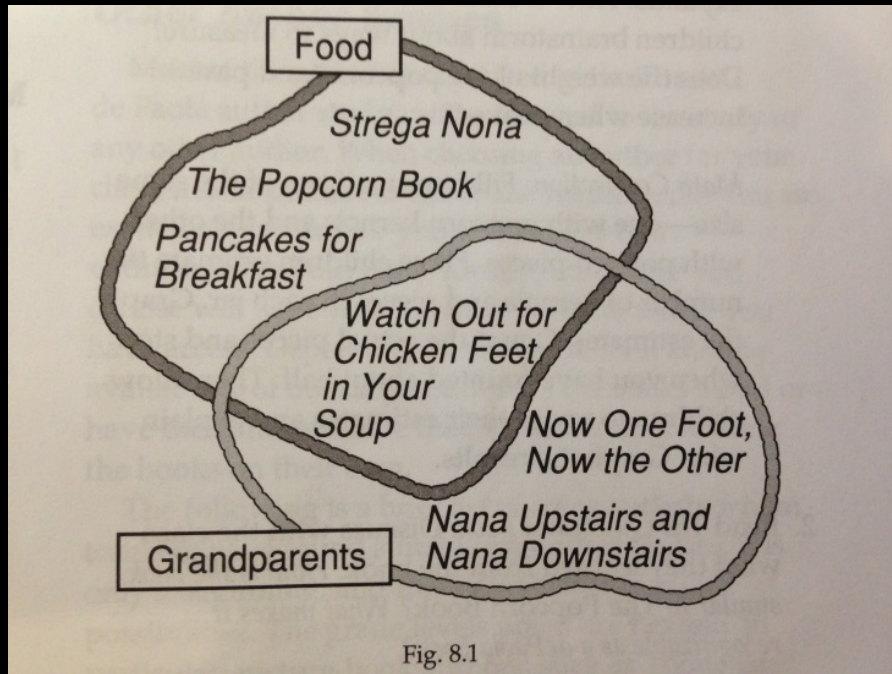 Food
Strega Nona
The Popcorn Book
Pancakes for
Breakfast
Watch Out for
Chicken Feet
in Your
Soup
Now One Foot,
Now the Other
Nana Upstairs and
Nana Downstairs
Grandparents
Fig. 8.1